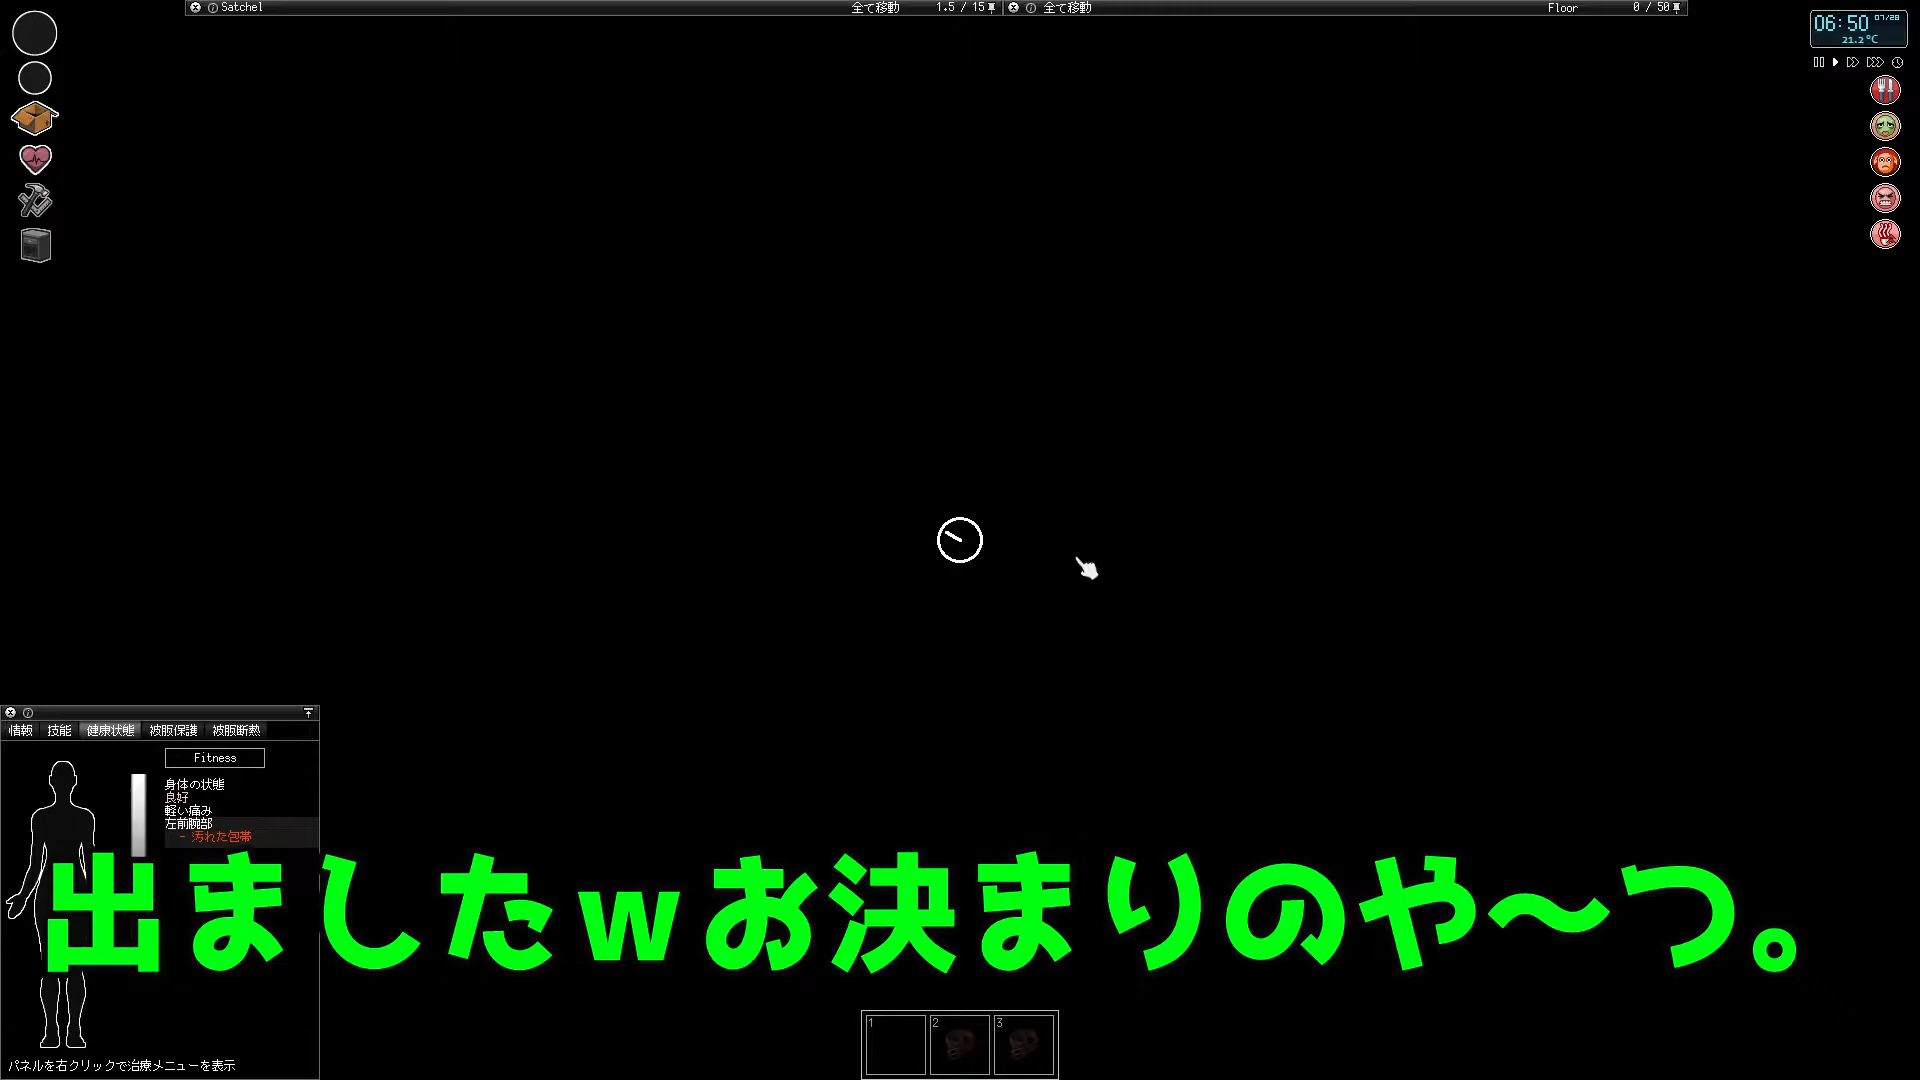 Satchel 全て移動 1.5 / 15
全て移動 Floor 0 / 50
06:50 07/28
21.2℃
情報 技能 健康状態 被服保護 被服断熱
Fitness
身体の状態
良好
軽い痛み
左前腕部
- 汚れた包帯
出ましたwお決まりのや〜つ。
1 2 3
パネルを右クリックで治療メニューを表示